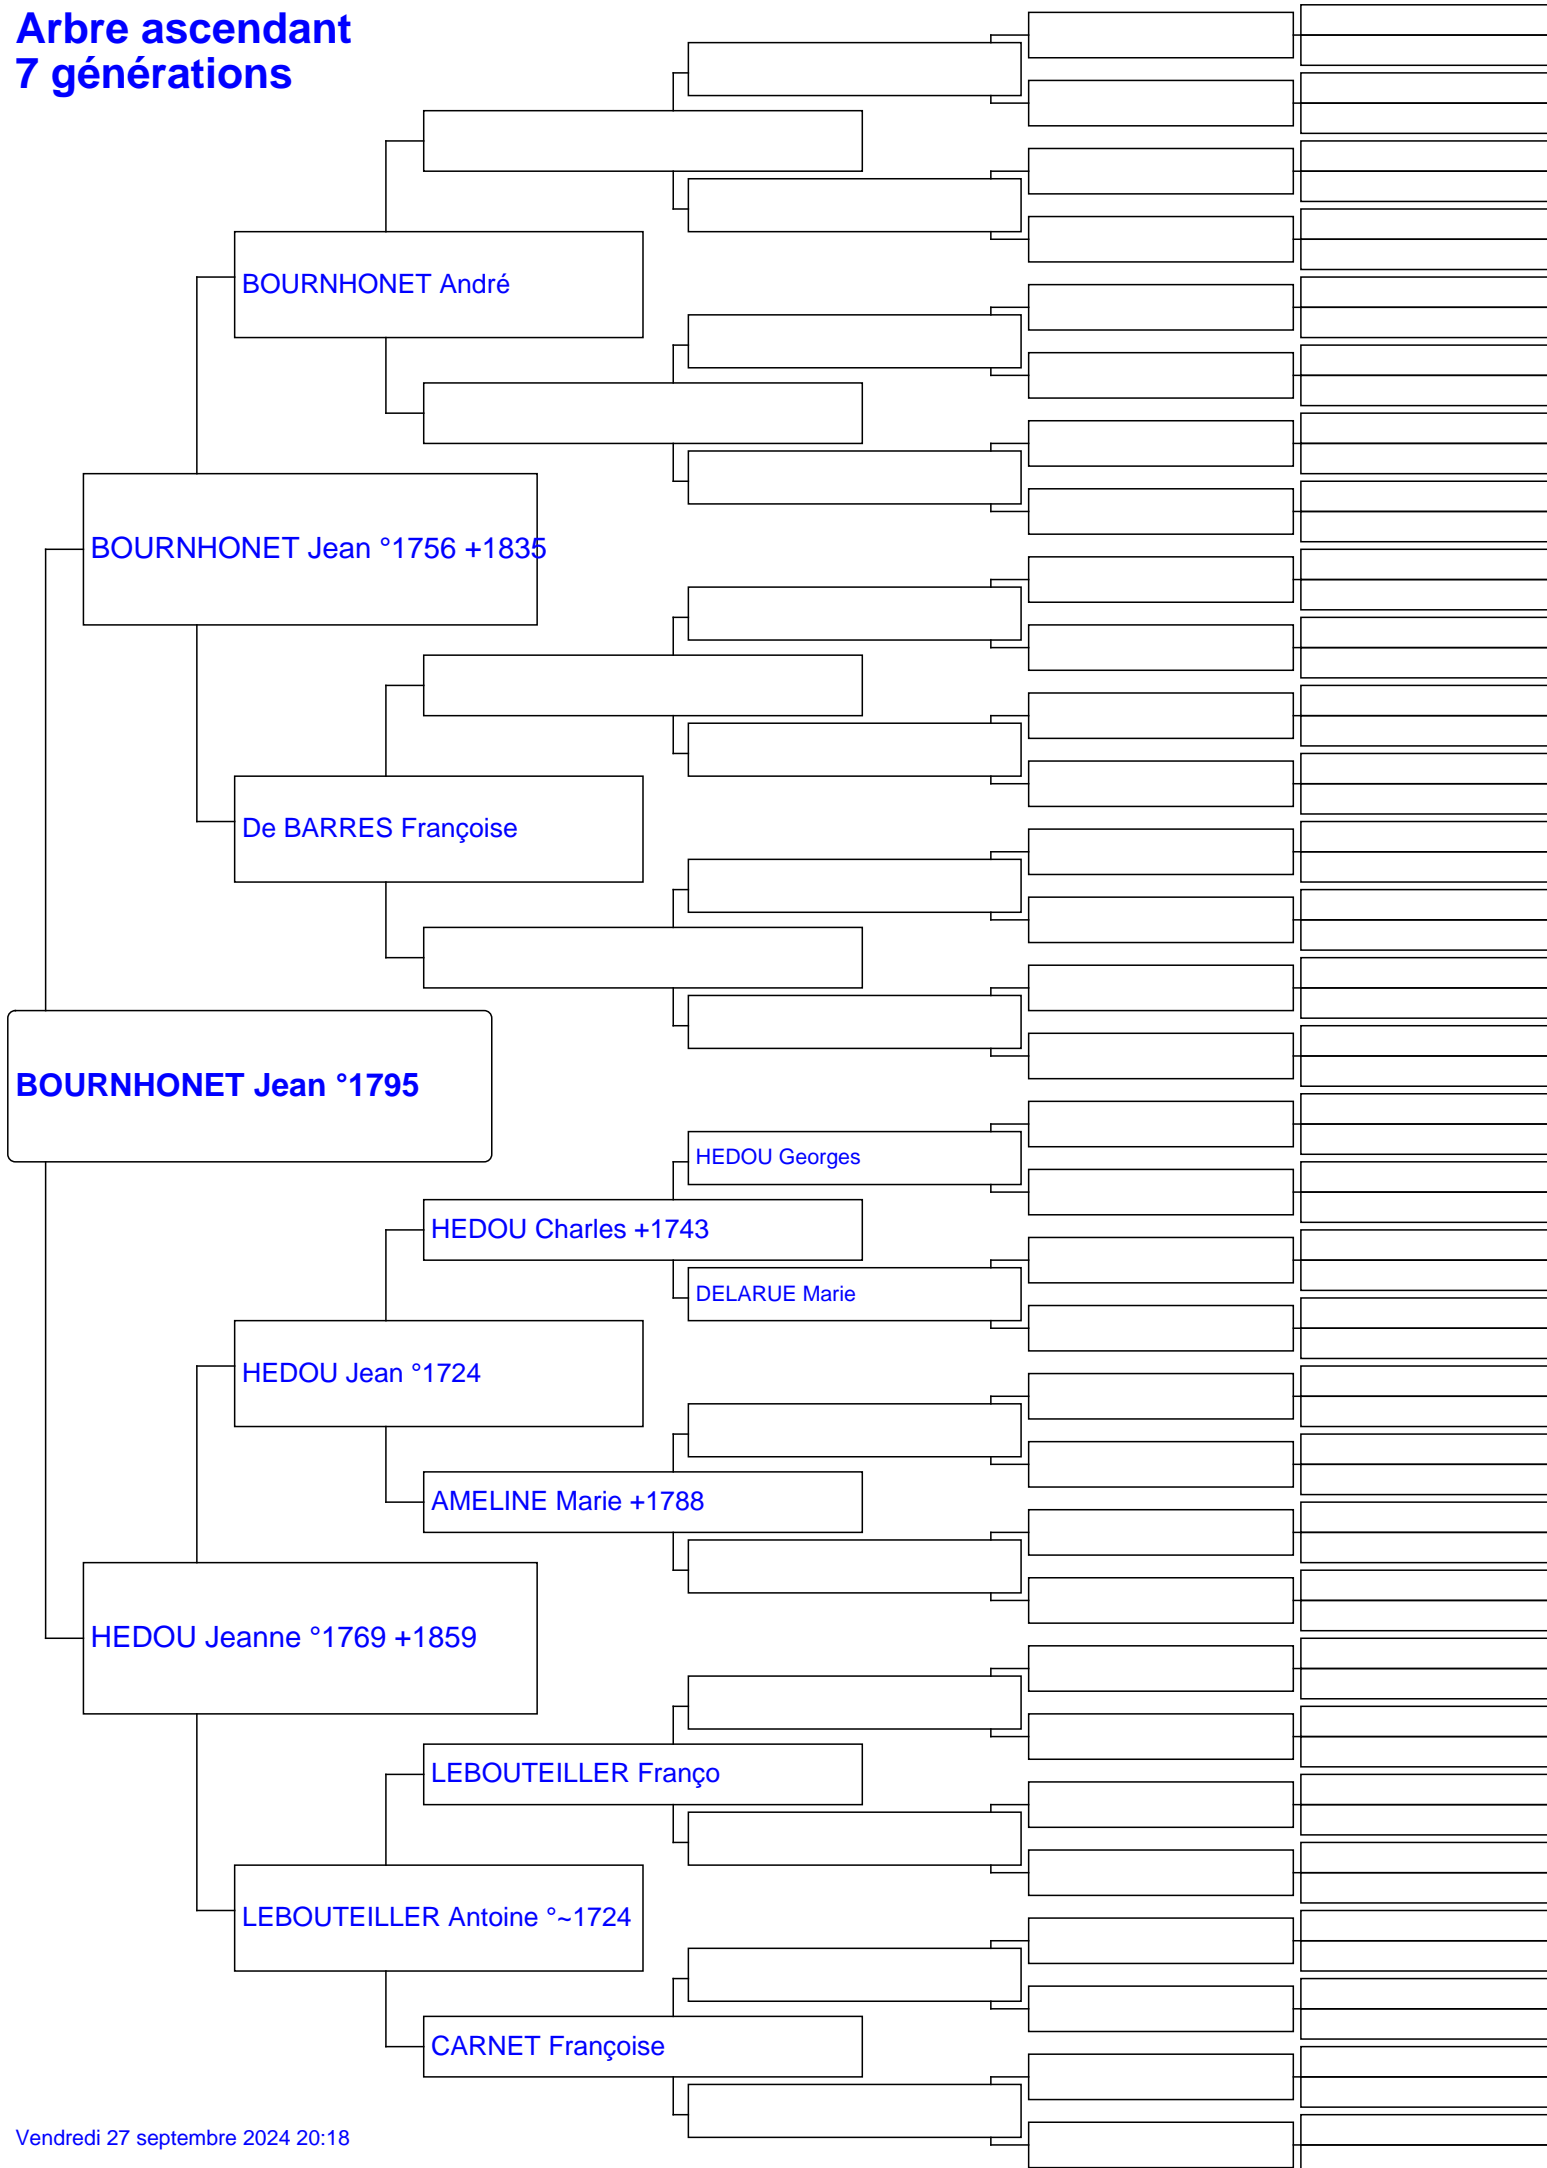 Arbre ascendant
7 générations
BOURNHONET André
BOURNHONET Jean °1756 +1835
De BARRES Françoise
BOURNHONET Jean °1795
HEDOU Georges
HEDOU Charles +1743
DELARUE Marie
HEDOU Jean °1724
AMELINE Marie +1788
HEDOU Jeanne °1769 +1859
LEBOUTEILLER Franço
LEBOUTEILLER Antoine °~1724
CARNET Françoise
Vendredi 27 septembre 2024 20:18